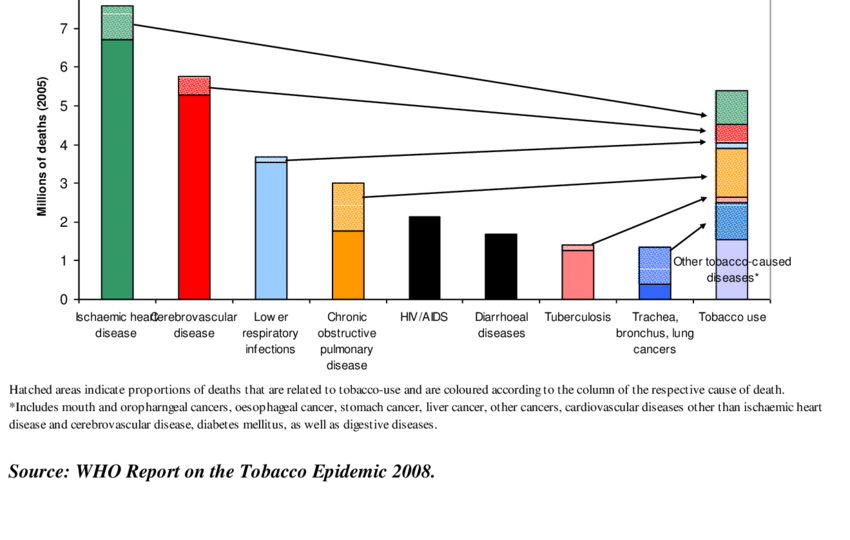 7
6
5
4
3
2
1
0
Millions of deaths (2005)
Ischaemic heart disease
Cerebrovascular disease
Lower respiratory infections
Chronic obstructive pulmonary disease
HIV/AIDS
Diarrhoeal diseases
Tuberculosis
Trachea, bronchus, lung cancers
Tobacco use
Other tobacco-caused
diseases*
Hatched areas indicate proportions of deaths that are related to tobacco-use and are coloured according to the column of the respective cause of death.
*Includes mouth and oropharngeal cancers, oesophageal cancer, stomach cancer, liver cancer, other cancers, cardiovascular diseases other than ischaemic heart
disease and cerebrovascular disease, diabetes mellitus, as well as digestive diseases.
Source: WHO Report on the Tobacco Epidemic 2008.